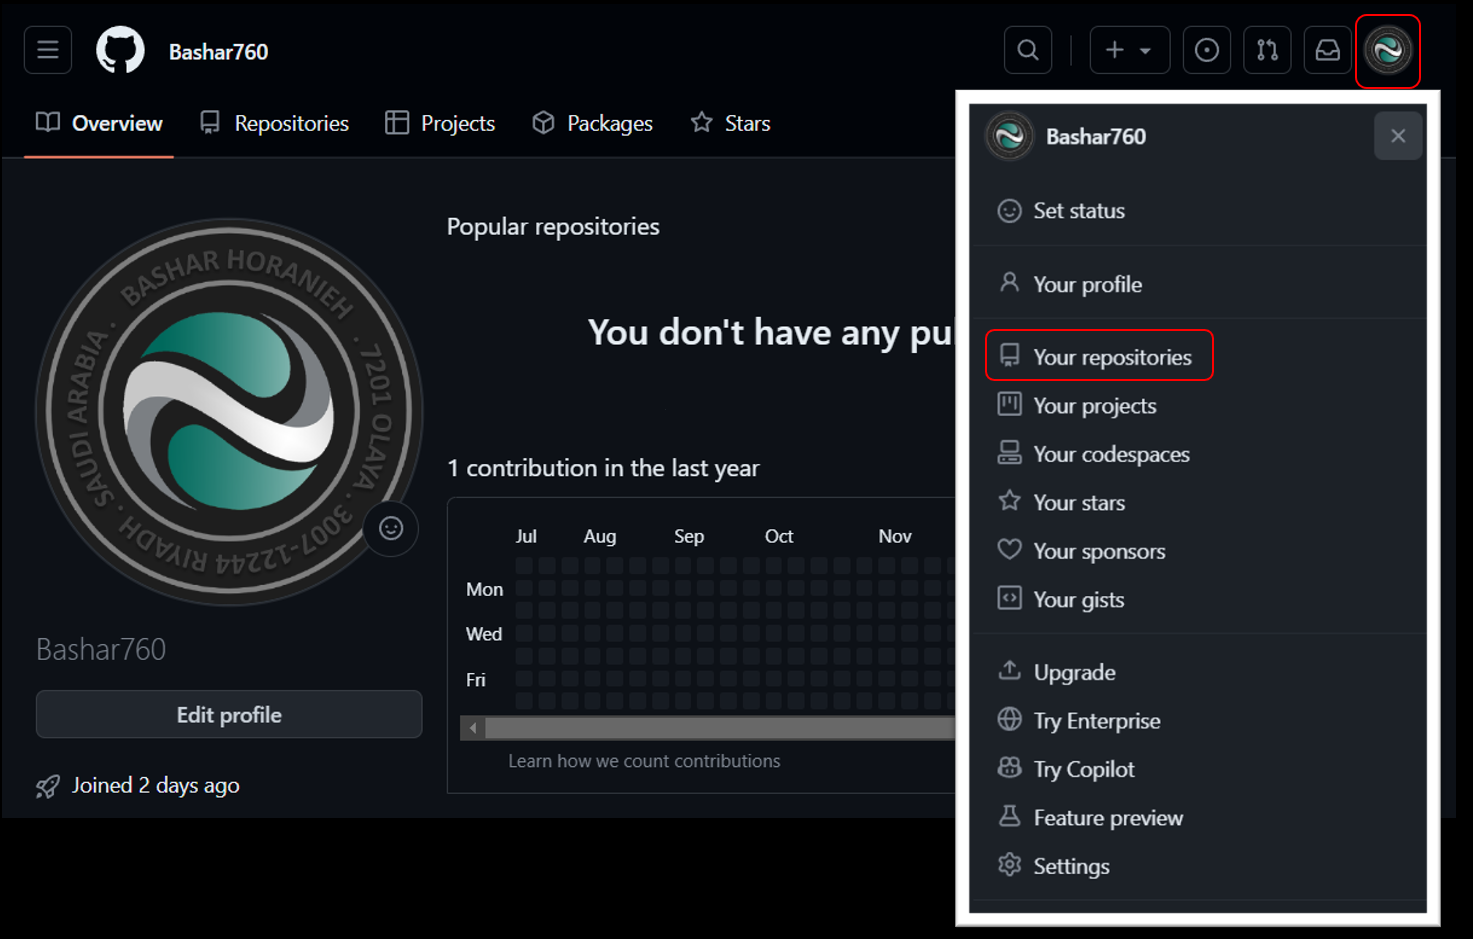 Bashar760
Overview
Repositories
Projects
Packages
Stars
BASHAR HORANIEH . 7201 OLAYA . 3007-12244 RIYADH . SAUDI ARABIA .
Bashar760
Edit profile
Joined 2 days ago
Popular repositories
You don't have any pu
1 contribution in the last year
Jul Aug Sep Oct Nov
Mon
Wed
Fri
Learn how we count contributions
Bashar760
Set status
Your profile
Your repositories
Your projects
Your codespaces
Your stars
Your sponsors
Your gists
Upgrade
Try Enterprise
Try Copilot
Feature preview
Settings